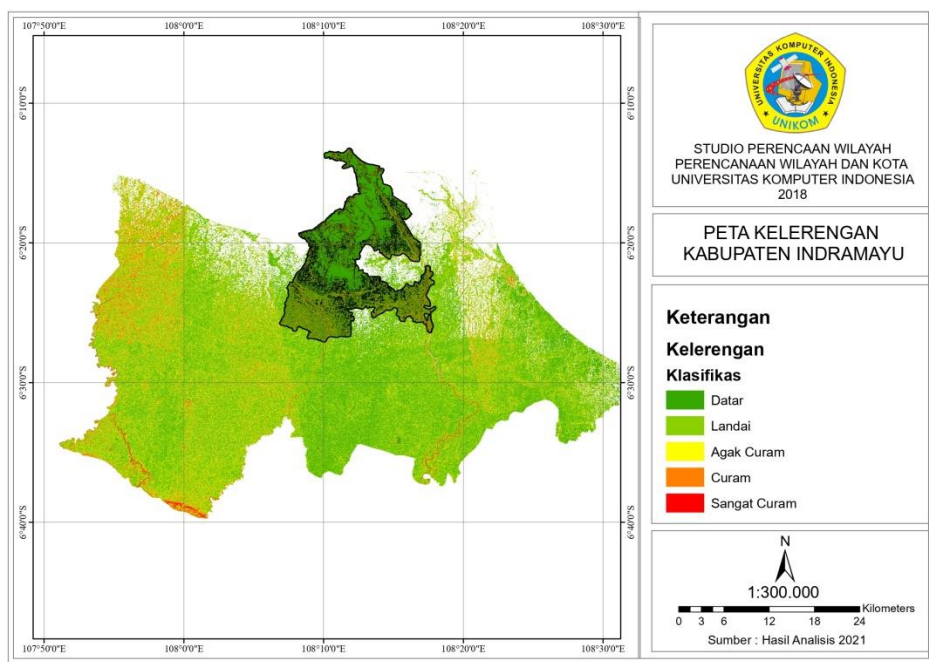 107°50'0"E 108°0'0"E 108°10'0"E 108°20'0"E 108°30'0"E
6°10'0"S 6°10'0"S
6°20'0"S 6°20'0"S
6°30'0"S 6°30'0"S
6°40'0"S 6°40'0"S
107°50'0"E 108°0'0"E 108°10'0"E 108°20'0"E 108°30'0"E
UNIVERSITAS KOMPUTER INDONESIA
UNIKOM
STUDIO PERENCAAN WILAYAH
PERENCANAAN WILAYAH DAN KOTA
UNIVERSITAS KOMPUTER INDONESIA
2018
PETA KELERENGAN
KABUPATEN INDRAMAYU
Keterangan
Kelerengan
Klasifikas
Datar
Landai
Agak Curam
Curam
Sangat Curam
N
1:300.000
Kilometers
0 3 6 12 18 24
Sumber : Hasil Analisis 2021